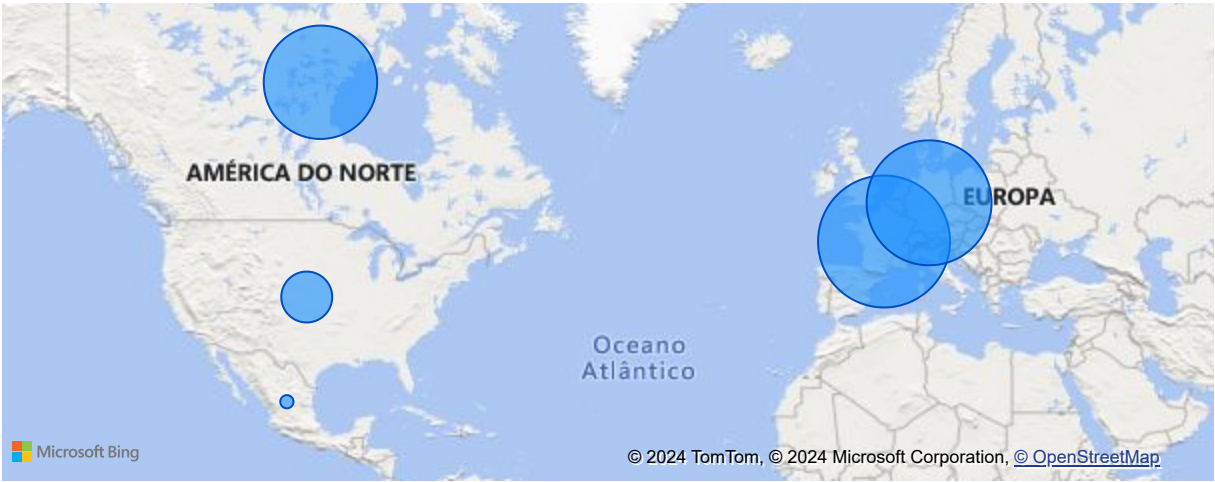 AMÉRICA DO NORTE
EUROPA
Oceano
Atlântico
Microsoft Bing
© 2024 TomTom, © 2024 Microsoft Corporation, © OpenStreetMap